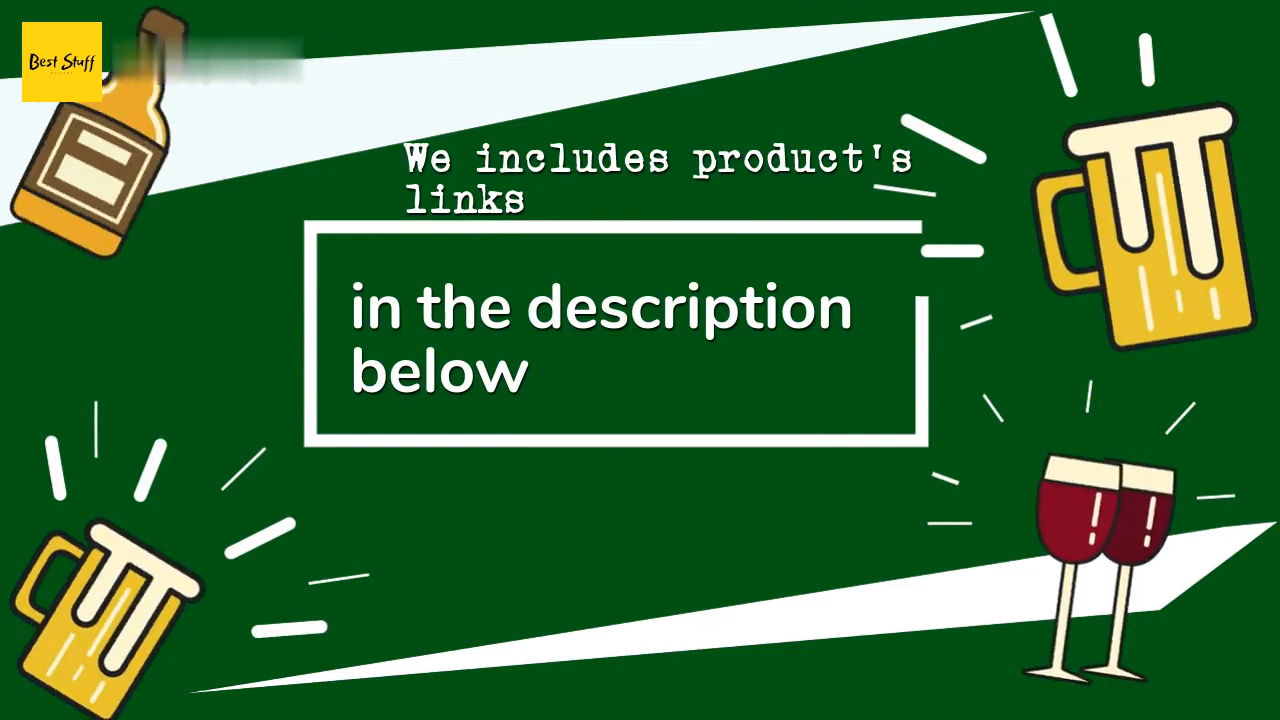 Best Stuff
We includes product's
links
in the description
below